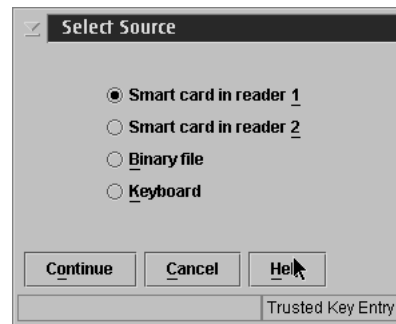 Select Source
Smart card in reader 1
Smart card in reader 2
Binary file
Keyboard
Continue Cancel Help
Trusted Key Entry